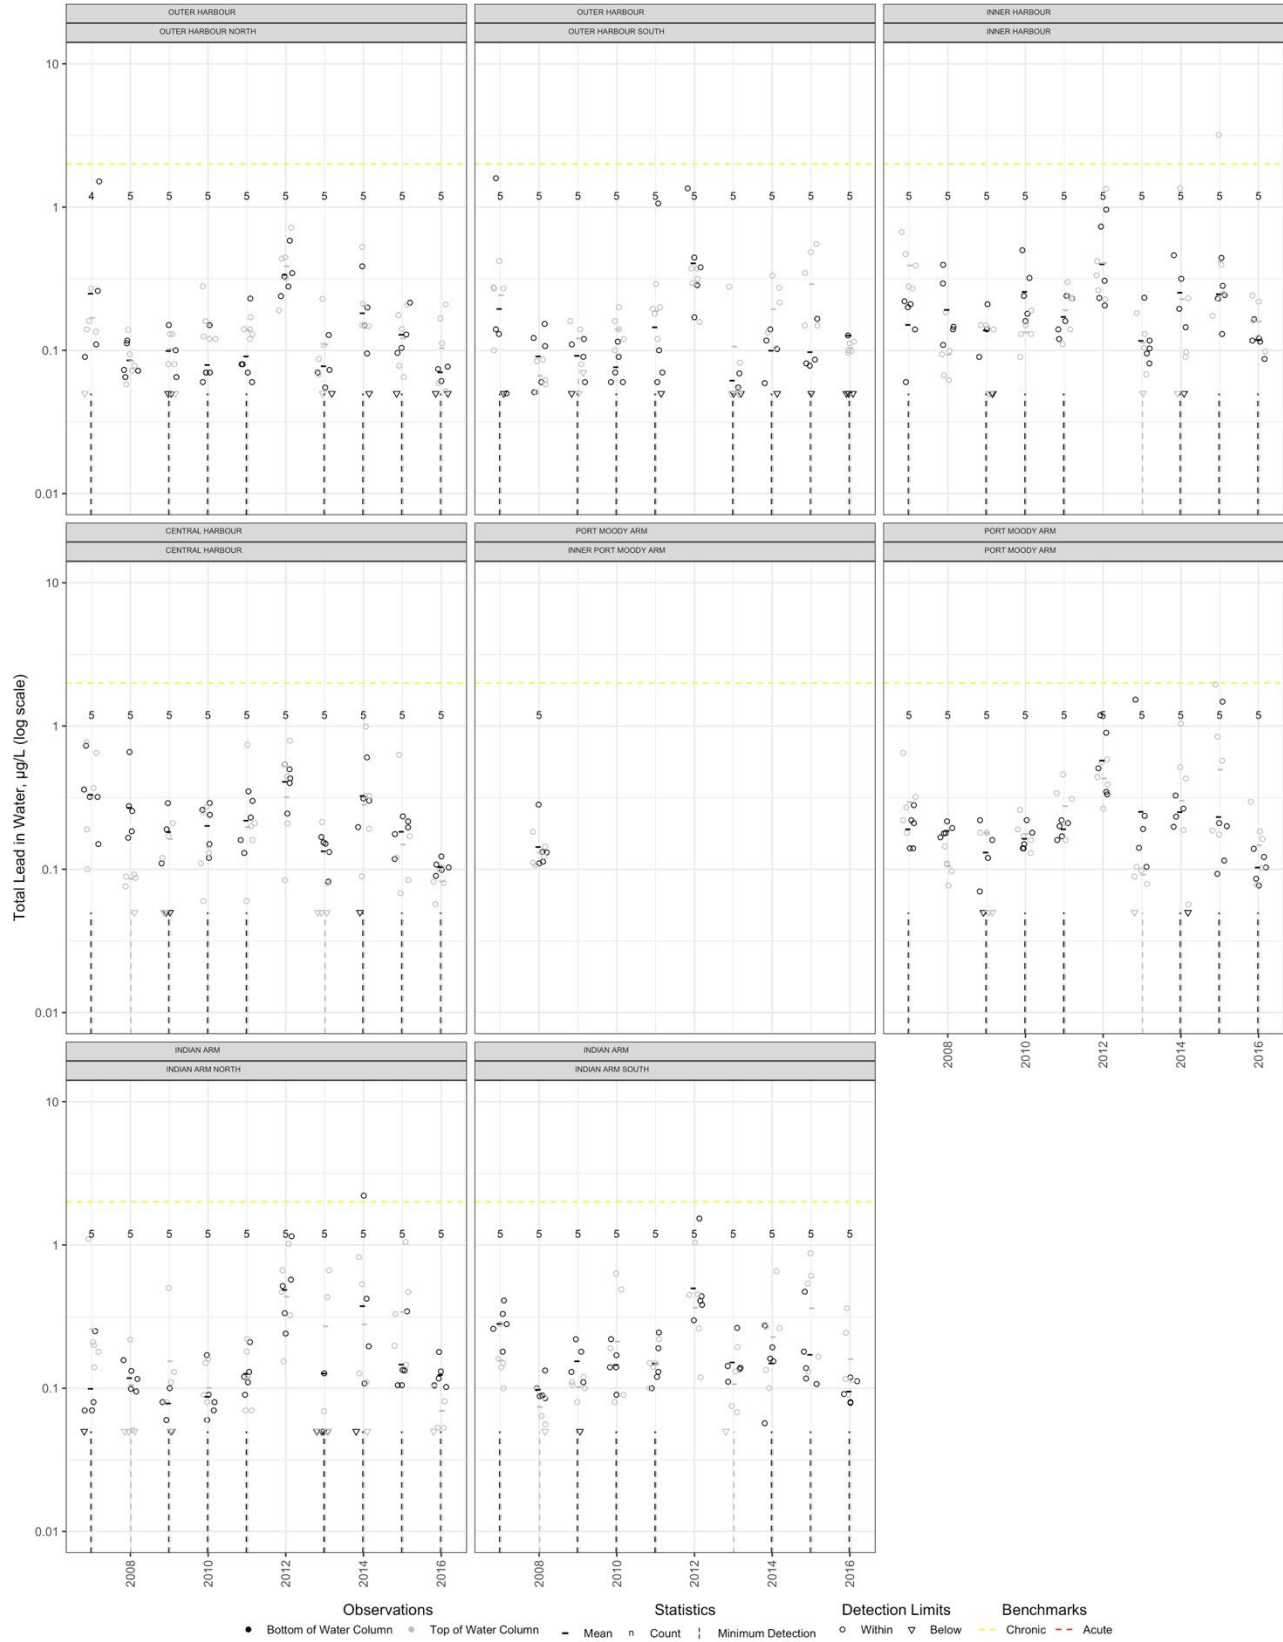 OUTER HARBOUR OUTER HARBOUR INNER HARBOUR
OUTER HARBOUR NORTH OUTER HARBOUR SOUTH INNER HARBOUR
10
1
0.1
0.01
4 5 5 5 5 5 5 5 5 5
5 5 5 5 5 5 5 5 5 5
5 5 5 5 5 5 5 5 5 5
CENTRAL HARBOUR PORT MOODY ARM PORT MOODY ARM
CENTRAL HARBOUR INNER PORT MOODY ARM PORT MOODY ARM
10
1
0.1
0.01
5 5 5 5 5 5 5 5 5 5
5
5 5 5 5 5 5 5 5 5 5
2008 2010 2012 2014 2016
Total Lead in Water, µg/L (log scale)
INDIAN ARM INDIAN ARM
INDIAN ARM NORTH INDIAN ARM SOUTH
10
1
0.1
0.01
5 5 5 5 5 5 5 5 5 5
5 5 5 5 5 5 5 5 5 5
2008 2010 2012 2014 2016
2008 2010 2012 2014 2016
Observations Statistics Detection Limits Benchmarks
Bottom of Water Column Top of Water Column Mean n Count Minimum Detection Within Below Chronic Acute